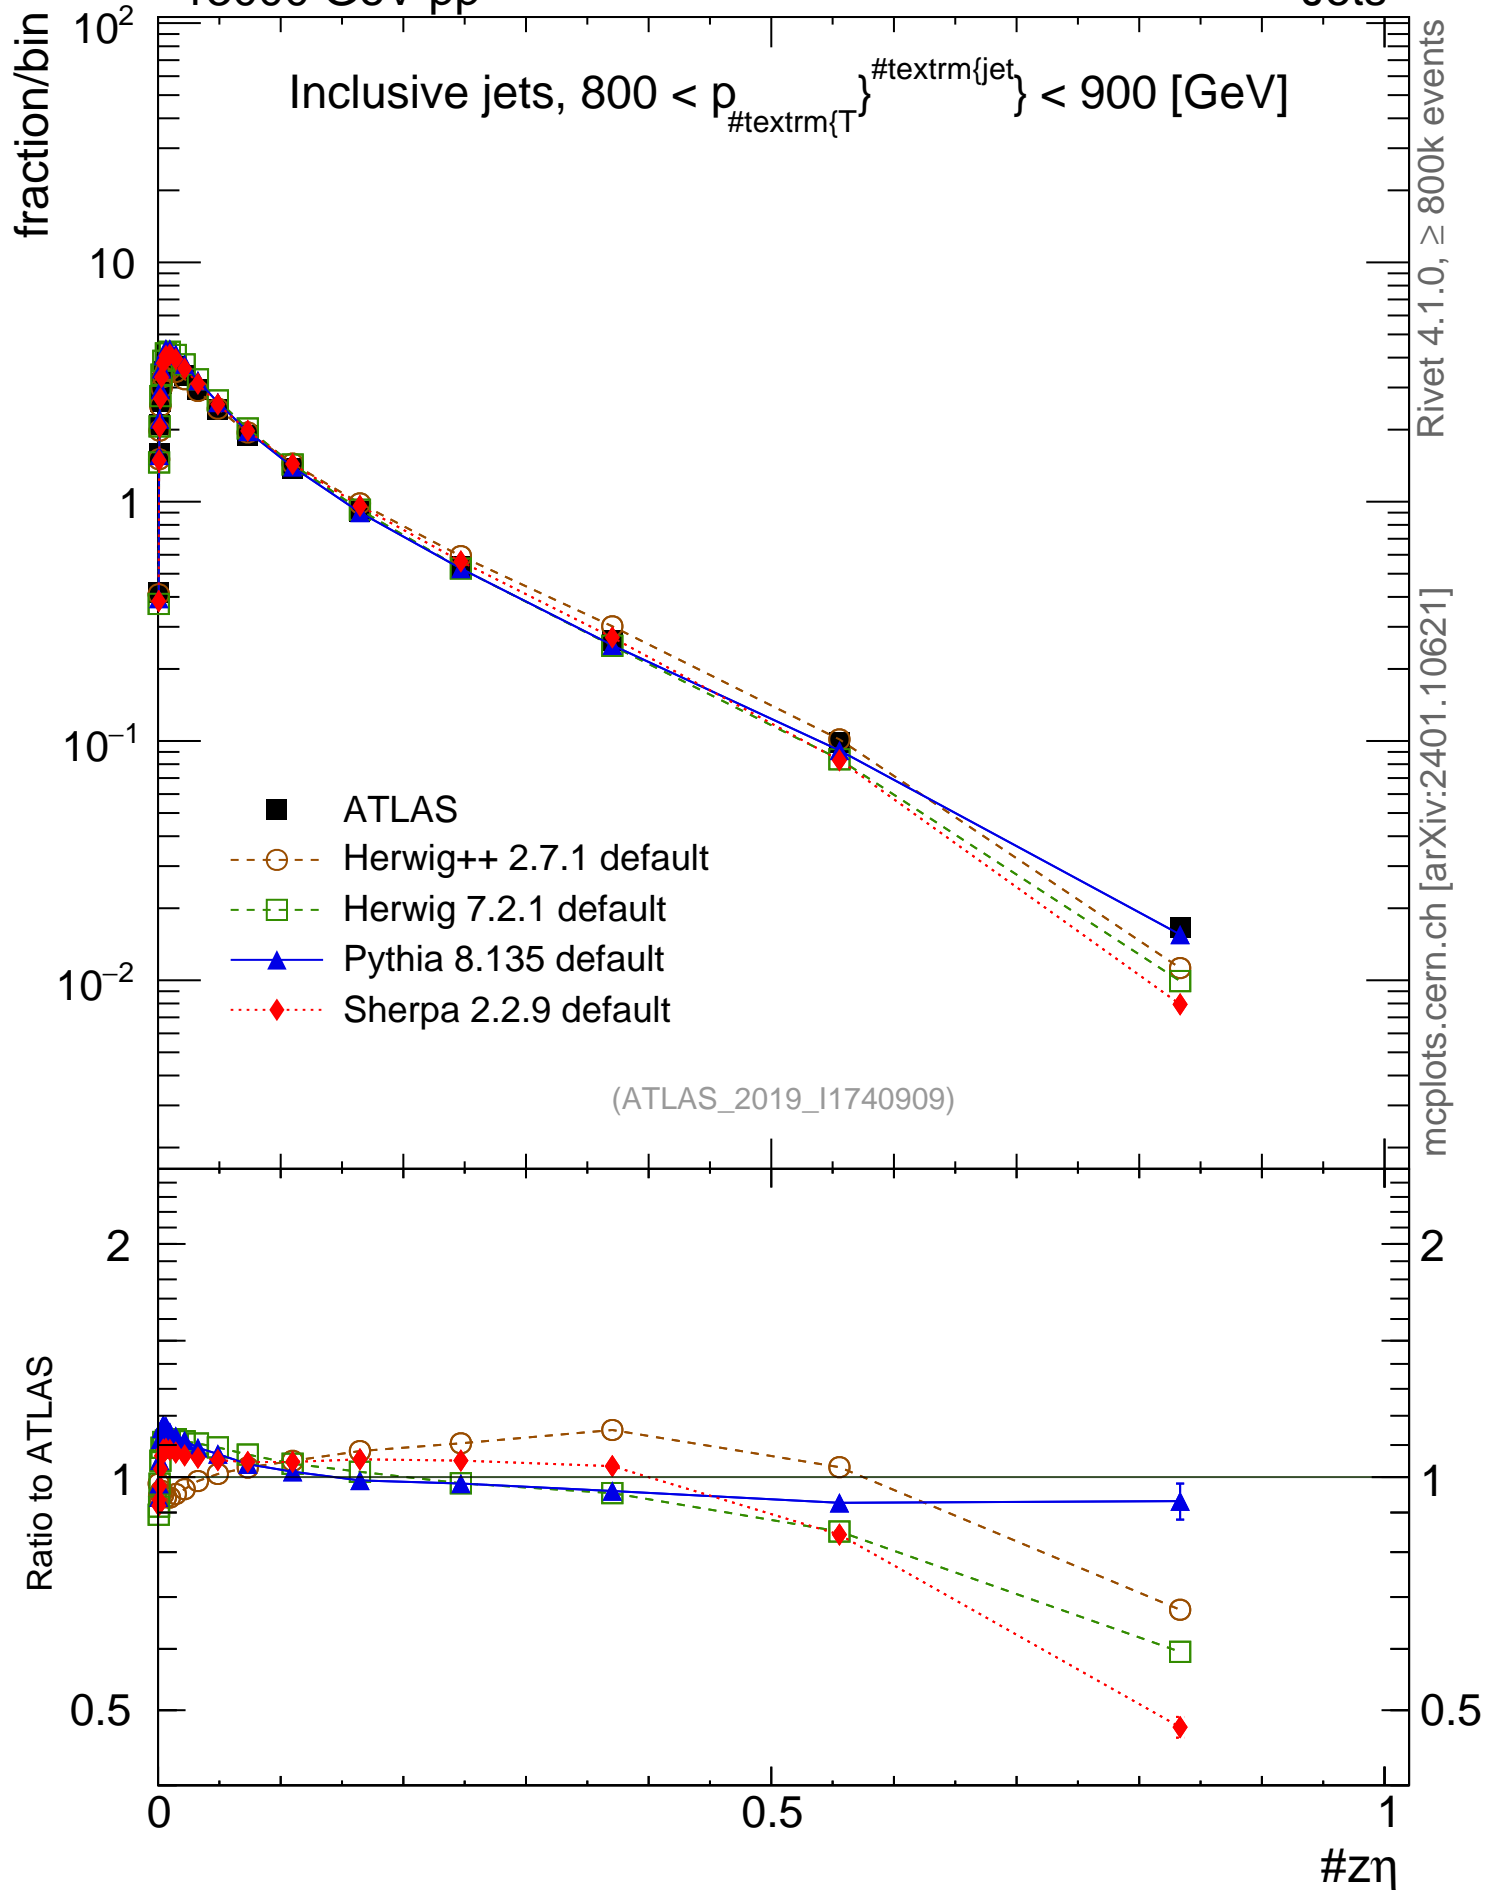 Jets
10²
fraction/bin
Inclusive jets, 800 < p_#textrm{T}^#textrm{jet} < 900 [GeV]
Rivet 4.1.0, ≥ 800k events
10
1
10⁻¹
10⁻²
ATLAS
Herwig++ 2.7.1 default
Herwig 7.2.1 default
Pythia 8.135 default
Sherpa 2.2.9 default
(ATLAS_2019_I1740909)
mcplots.cern.ch [arXiv:2401.10621]
Ratio to ATLAS
2
2
1
1
0.5
0.5
0
0.5
1
#zη